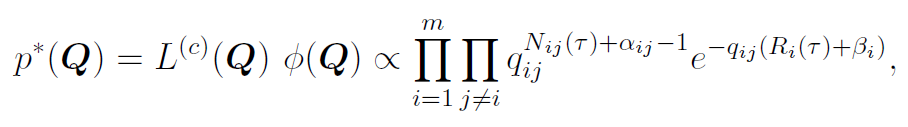 p^*(\boldsymbol{Q}) = L^{(c)}(\boldsymbol{Q}) \ \phi(\boldsymbol{Q}) \propto \prod_{i=1}^{m} \prod_{j \neq i} q_{ij}^{N_{ij}(\tau)+\alpha_{ij}-1} e^{-q_{ij}(R_i(\tau)+\beta_i)},